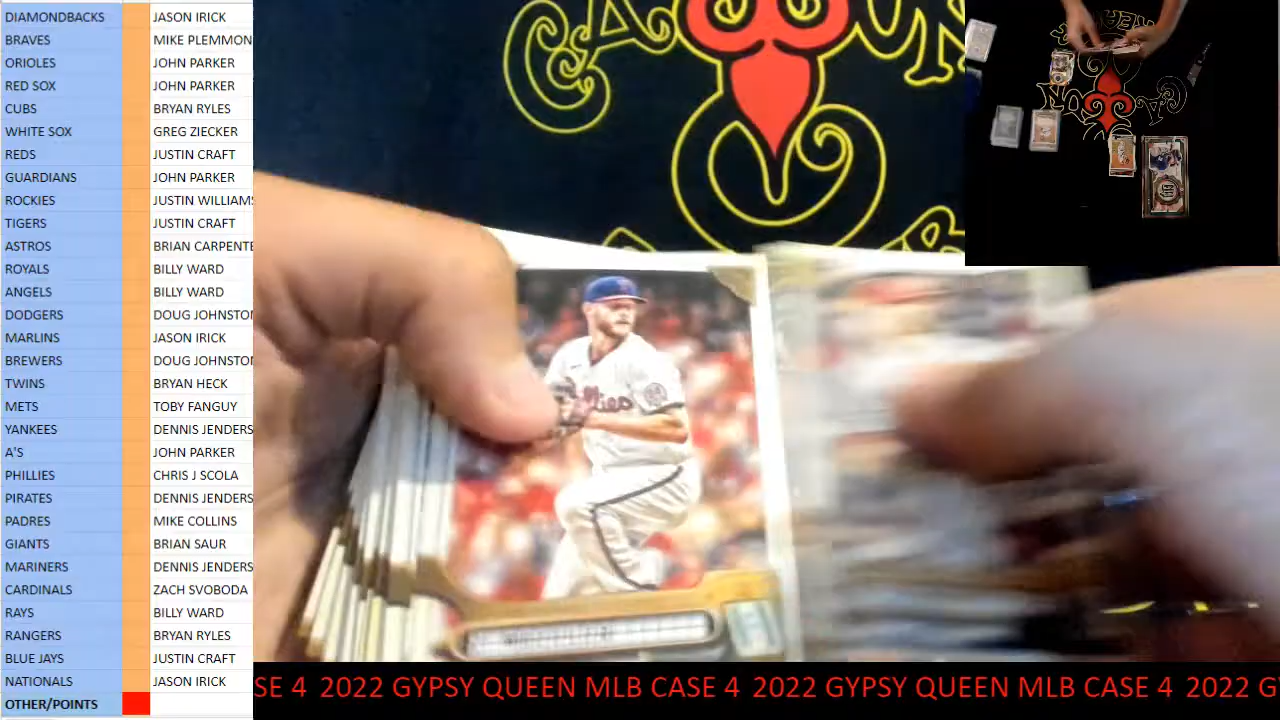 DIAMONDBACKS JASON IRICK
BRAVES MIKE PLEMMON
ORIOLES JOHN PARKER
RED SOX JOHN PARKER
CUBS BRYAN RYLES
WHITE SOX GREG ZIECKER
REDS JUSTIN CRAFT
GUARDIANS JOHN PARKER
ROCKIES JUSTIN WILLIAMS
TIGERS JUSTIN CRAFT
ASTROS BRIAN CARPENTE
ROYALS BILLY WARD
ANGELS BILLY WARD
DODGERS DOUG JOHNSTON
MARLINS JASON IRICK
BREWERS DOUG JOHNSTON
TWINS BRYAN HECK
METS TOBY FANGUY
YANKEES DENNIS JENDERS
A'S JOHN PARKER
PHILLIES CHRIS J SCOLA
PIRATES DENNIS JENDERS
PADRES MIKE COLLINS
GIANTS BRIAN SAUR
MARINERS DENNIS JENDERS
CARDINALS ZACH SVOBODA
RAYS BILLY WARD
RANGERS BRYAN RYLES
BLUE JAYS JUSTIN CRAFT
NATIONALS JASON IRICK
OTHER/POINTS
Phillies
SE 4 2022 GYPSY QUEEN MLB CASE 4 2022 GYPSY QUEEN MLB CASE 4 2022 G